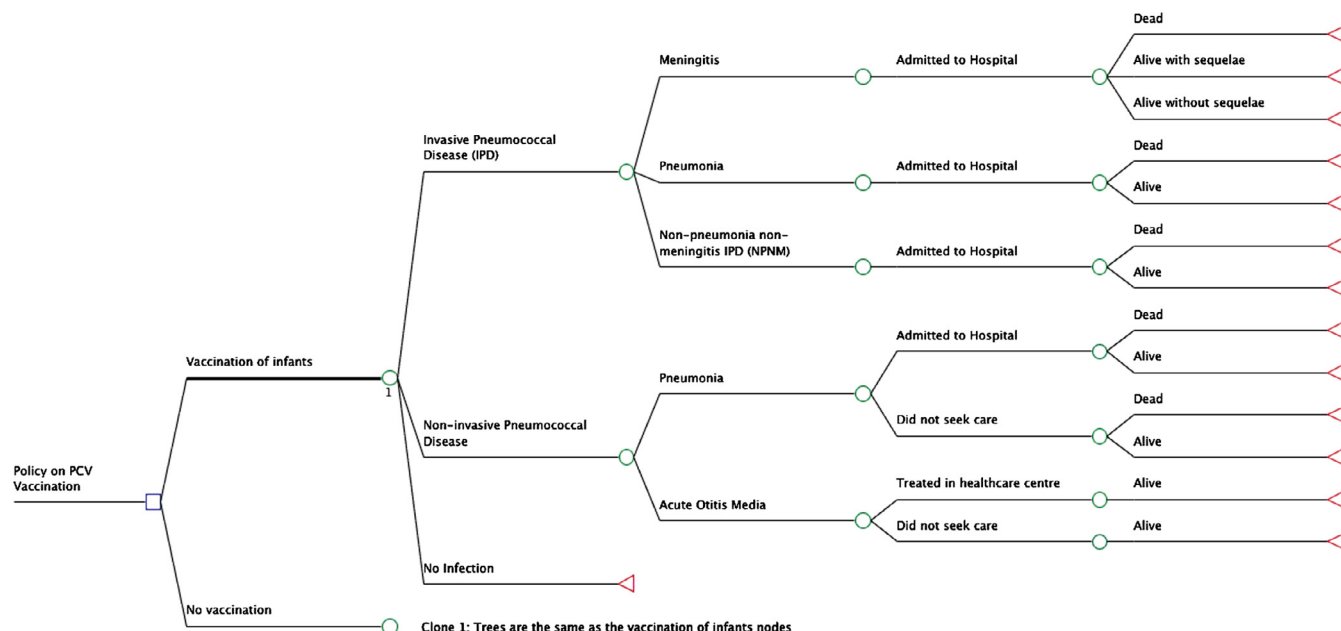 Dead
Meningitis
Admitted to Hospital
Alive with sequelae
Alive without sequelae
Invasive Pneumococcal
Disease (IPD)
Dead
Pneumonia
Admitted to Hospital
Alive
Non-pneumonia non-
meningitis IPD (NPNM)
Admitted to Hospital
Dead
Alive
Vaccination of infants
1
Dead
Admitted to Hospital
Alive
Pneumonia
Non-invasive Pneumococcal
Disease
Dead
Did not seek care
Alive
Policy on PCV
Vaccination
Acute Otitis Media
Treated in healthcare centre
Alive
Did not seek care
Alive
No Infection
No vaccination
Clone 1: Trees are the same as the vaccination of infants nodes